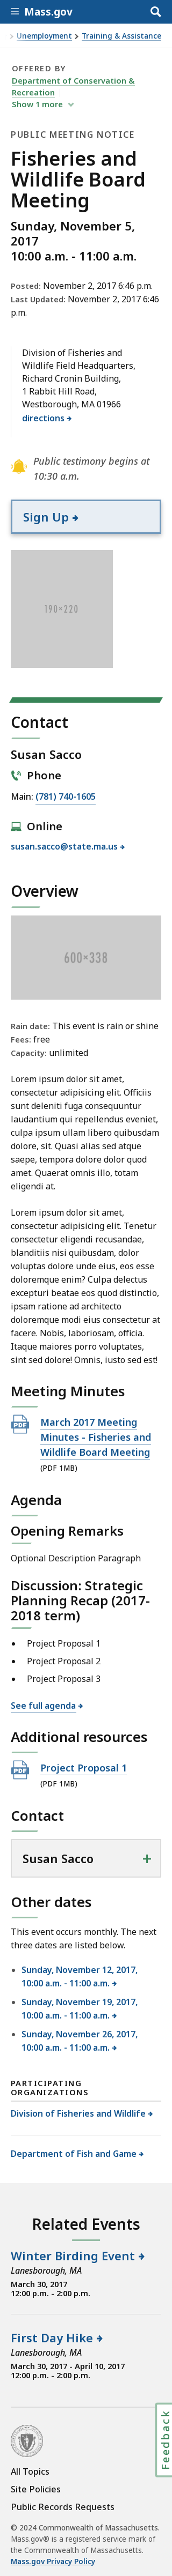 Mass.gov
Unemployment > Training & Assistance
OFFERED BY
Department of Conservation &
Recreation
Show 1 more
PUBLIC MEETING NOTICE
Fisheries and
Wildlife Board
Meeting
Sunday, November 5,
2017
10:00 a.m. - 11:00 a.m.
Posted: November 2, 2017 6:46 p.m.
Last Updated: November 2, 2017 6:46
p.m.
Division of Fisheries and
Wildlife Field Headquarters,
Richard Cronin Building,
1 Rabbit Hill Road,
Westborough, MA 01966
directions
Public testimony begins at
10:30 a.m.
Sign Up
190×220
Contact
Susan Sacco
Phone
Main: (781) 740-1605
Online
susan.sacco@state.ma.us
Overview
600×338
Rain date: This event is rain or shine
Fees: free
Capacity: unlimited
Lorem ipsum dolor sit amet,
consectetur adipisicing elit. Officiis
sunt deleniti fuga consequuntur
laudantium qui repellendus eveniet,
cupiditate, ipsam ullam laboriosam
dolore, sit. Quasi alias sed atque
saepe, tempora dolore dolor sint
amet. Quaerat omnis illo, totam
eligendi at.
Lorem ipsum dolor sit amet,
consectetur adipisicing elit. Tenetur
consectetur eligendi recusandae,
blanditiis in quibusdam, dolor
voluptas dolore unde eius, eos esse
dolorum enim nemo? Culpa delectus
excepturi beatae eos quibusdam,
ipsam ratione ad architecto dolorem
asperiores modi cum et distinctio
rem. Nobis, laboriosam, officia.
Itaque maiores porro voluptates,
sint sed dolore! Omnis, iusto sed est!
Meeting Minutes
PDF
March 2017 Meeting
Minutes - Fisheries and
Wildlife Board Meeting
(PDF 1MB)
Agenda
Opening Remarks
Optional Description Paragraph
Discussion: Strategic
Planning Recap (2017-
2018 term)
• Project Proposal 1
• Project Proposal 2
• Project Proposal 3
See full agenda
Additional resources
PDF
Project Proposal 1
(PDF 1MB)
Contact
Susan Sacco +
Other dates
This event occurs monthly. The next
three are listed below.
• Sunday, November 12, 2017,
10:00 a.m. - 11:00 a.m.
• Sunday, November 19, 2017,
10:00 a.m. - 11:00 a.m.
• Sunday, November 26, 2017,
10:00 a.m. - 11:00 a.m.
PARTICIPATING
ORGANIZATIONS
Division of Fisheries and Wildlife
Department of Fish and Game
Related Events
Winter Birding Event
Lanesborough, MA
March 30, 2017
12:00 p.m. - 2:00 p.m.
First Day Hike
Lanesborough, MA
March 30, 2017 - April 10, 2017
12:00 p.m. - 2:00 p.m.
Feedback
All Topics
Site Policies
Public Records Requests
© 2024 Commonwealth of Massachusetts.
Mass.gov® is a registered service mark of
the Commonwealth of Massachusetts.
Mass.gov Privacy Policy